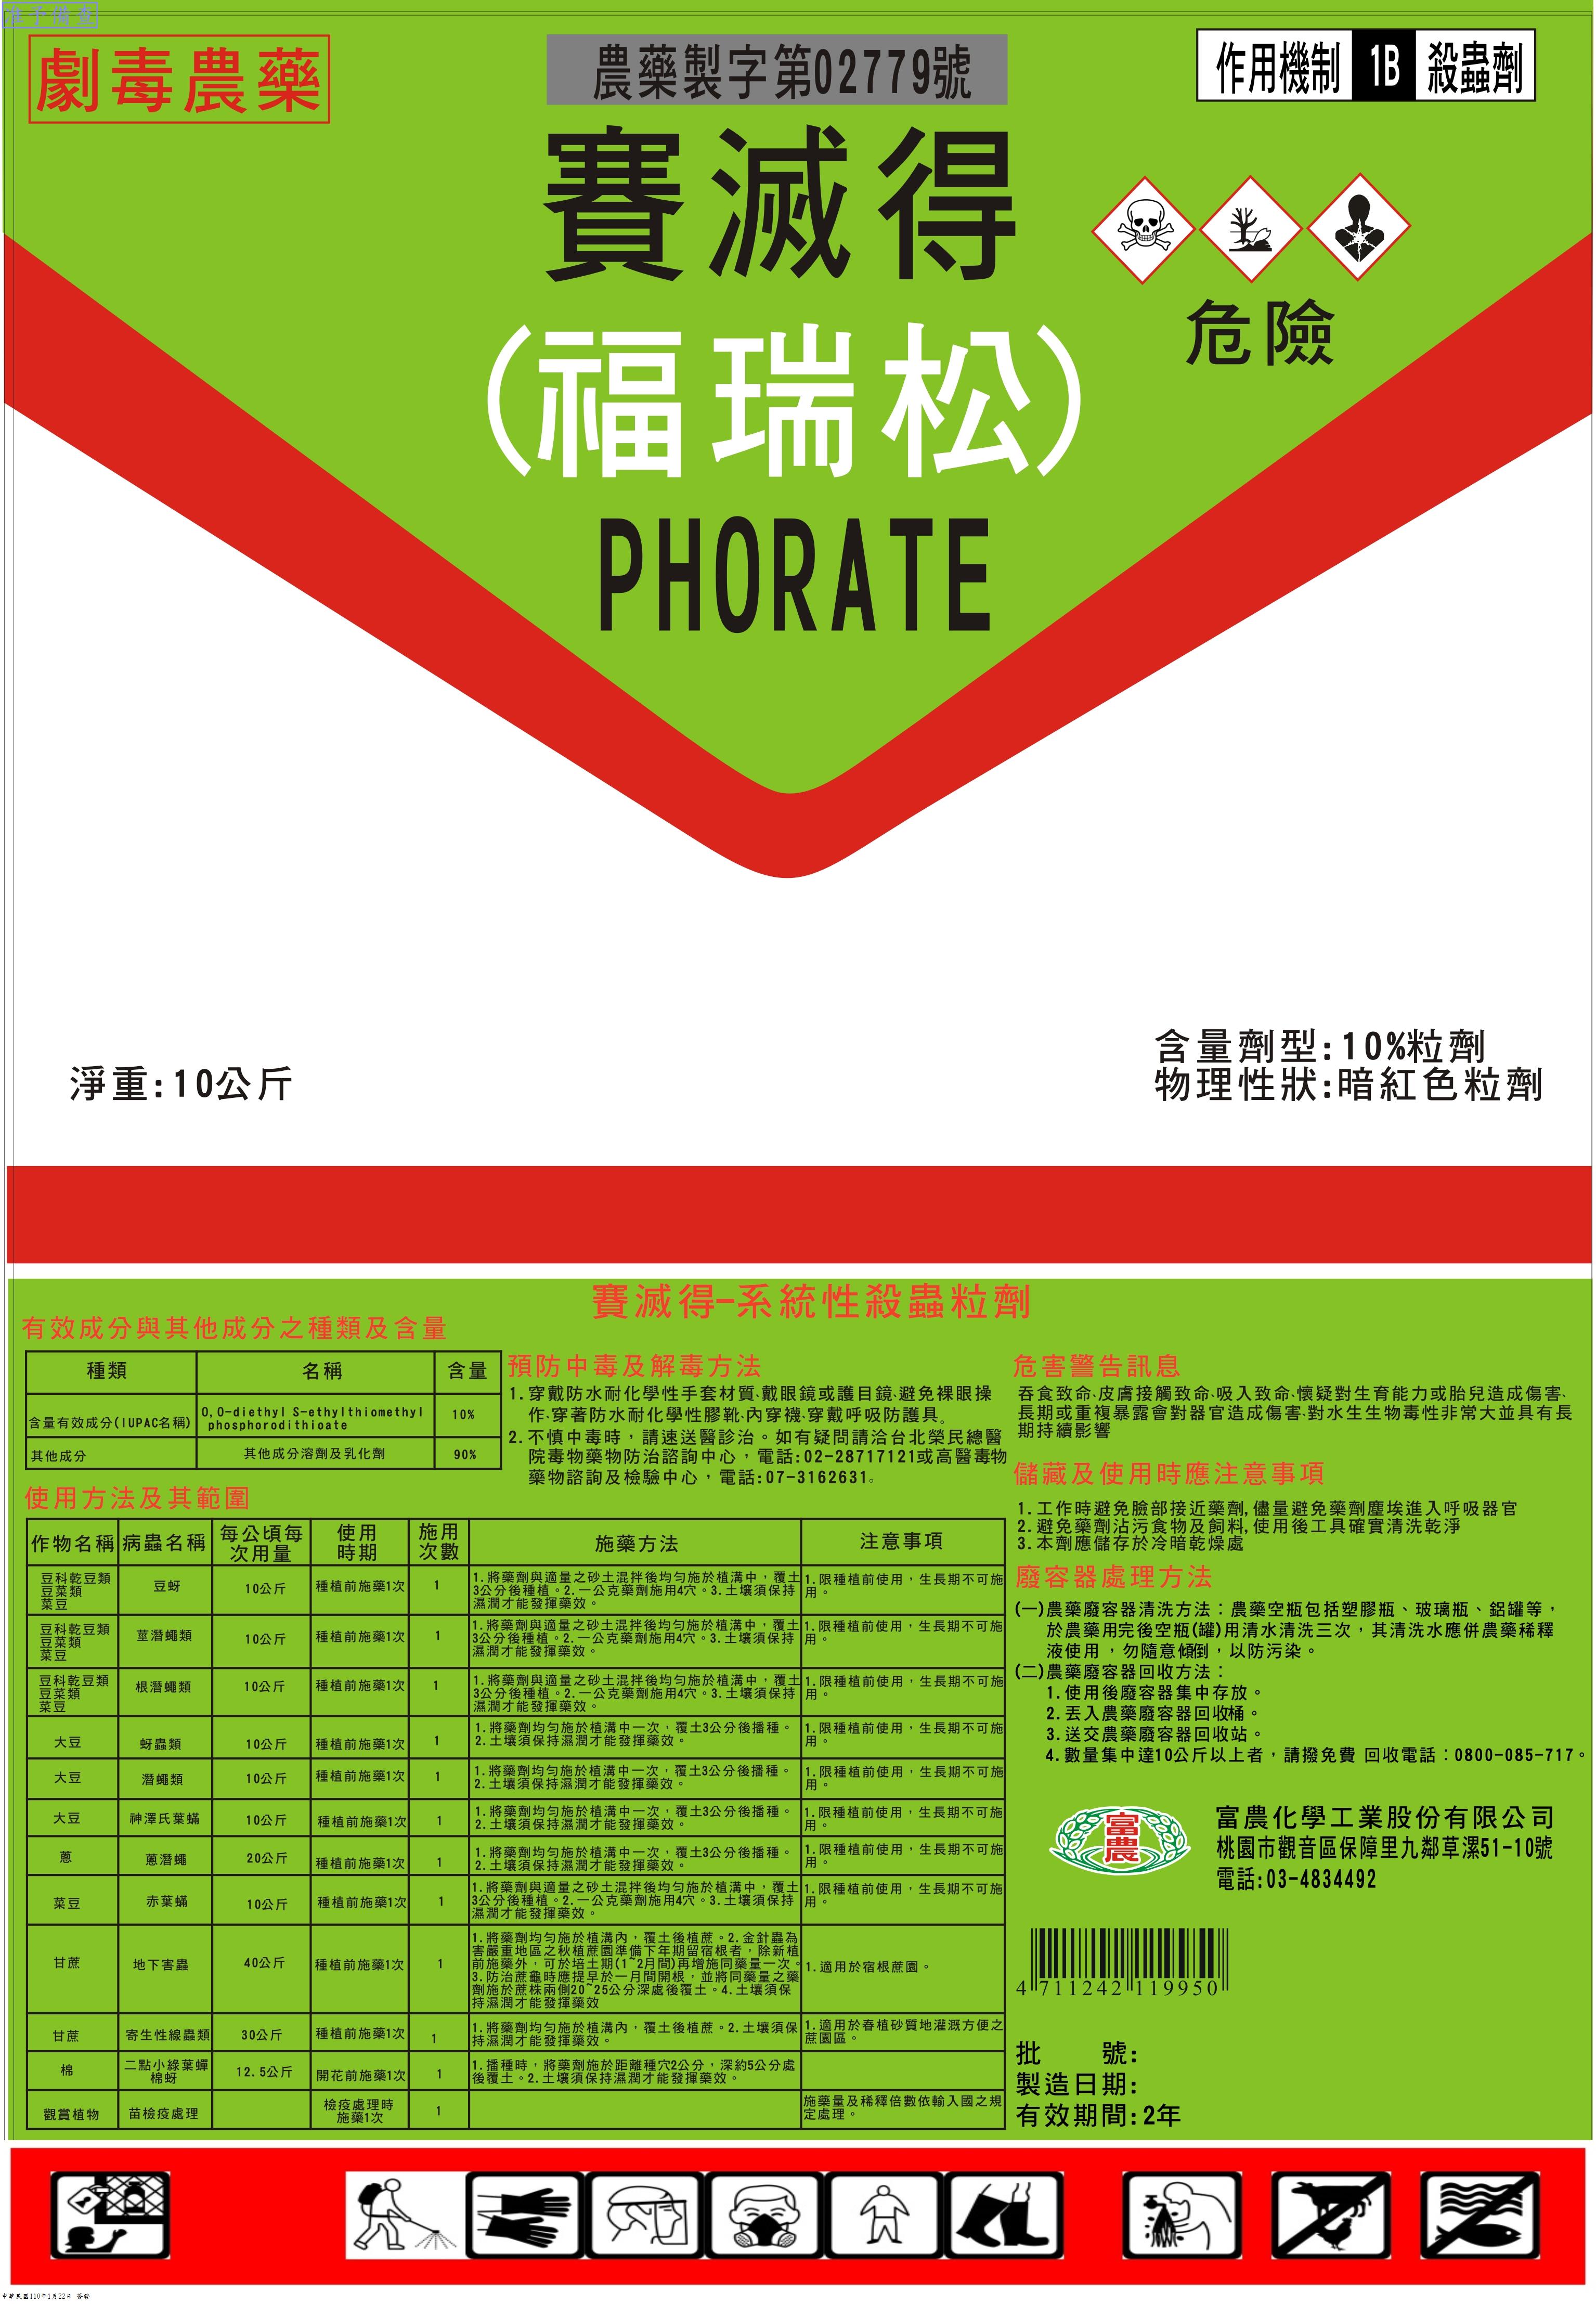 准予備查
劇毒農藥
農藥製字第02779號
作用機制 1B 殺蟲劑
賽滅得
(福瑞松)
PHORATE
危險
淨重:10公斤
含量劑型:10%粒劑
物理性狀:暗紅色粒劑
賽滅得-系統性殺蟲粒劑
有效成分與其他成分之種類及含量
種類 名稱 含量
含量有效成分(IUPAC名稱) O,O-diethyl S-ethylthiomethyl
phosphorodithioate 10%
其他成分 其他成分溶劑及乳化劑 90%
預防中毒及解毒方法
1.穿戴防水耐化學性手套材質、戴眼鏡或護目鏡、避免裸眼操
作、穿著防水耐化學性膠靴、內穿襪、穿戴呼吸防護具。
2.不慎中毒時，請速送醫診治。如有疑問請洽台北榮民總醫
院毒物藥物防治諮詢中心，電話:02-28717121或高醫毒物
藥物諮詢及檢驗中心，電話:07-3162631。
使用方法及其範圍
作物名稱 病蟲名稱 每公頃每
次用量 使用
時期 施用
次數 施藥方法 注意事項
豆科乾豆類
豆菜類
菜豆 豆蚜 10公斤 種植前施藥1次 1
1.將藥劑與適量之砂土混拌後均勻施於植溝中，覆土
3公分後種植。2.一公克藥劑施用4穴。3.土壤須保持
濕潤才能發揮藥效。
1.限種植前使用，生長期不可施
用。
豆科乾豆類
豆菜類
菜豆 莖潛蠅類 10公斤 種植前施藥1次 1
1.將藥劑與適量之砂土混拌後均勻施於植溝中，覆土
3公分後種植。2.一公克藥劑施用4穴。3.土壤須保持
濕潤才能發揮藥效。
1.限種植前使用，生長期不可施
用。
豆科乾豆類
豆菜類
菜豆 根潛蠅類 10公斤 種植前施藥1次 1
1.將藥劑與適量之砂土混拌後均勻施於植溝中，覆土
3公分後種植。2.一公克藥劑施用4穴。3.土壤須保持
濕潤才能發揮藥效。
1.限種植前使用，生長期不可施
用。
大豆 蚜蟲類 10公斤 種植前施藥1次 1
1.將藥劑均勻施於植溝中一次，覆土3公分後播種。
2.土壤須保持濕潤才能發揮藥效。
1.限種植前使用，生長期不可施
用。
大豆 潛蠅類 10公斤 種植前施藥1次 1
1.將藥劑均勻施於植溝中一次，覆土3公分後播種。
2.土壤須保持濕潤才能發揮藥效。
1.限種植前使用，生長期不可施
用。
大豆 神澤氏葉蟎 10公斤 種植前施藥1次 1
1.將藥劑均勻施於植溝中一次，覆土3公分後播種。
2.土壤須保持濕潤才能發揮藥效。
1.限種植前使用，生長期不可施
用。
蔥 蔥潛蠅 20公斤 種植前施藥1次 1
1.將藥劑均勻施於植溝中一次，覆土3公分後播種。
2.土壤須保持濕潤才能發揮藥效。
1.限種植前使用，生長期不可施
用。
菜豆 赤葉蟎 10公斤 種植前施藥1次 1
1.將藥劑與適量之砂土混拌後均勻施於植溝中，覆土
3公分後種植。2.一公克藥劑施用4穴。3.土壤須保持
濕潤才能發揮藥效。
1.限種植前使用，生長期不可施
用。
甘蔗 地下害蟲 40公斤 種植前施藥1次 1
1.將藥劑均勻施於植溝內，覆土後植蔗。2.金針蟲為
害嚴重地區之秋植蔗園準備下年期留宿根者，除新植
前施藥外，可於培土期(1~2月間)再增施同藥量一次。
3.防治蔗龜時應提早於一月間開根，並將同藥量之藥
劑施於蔗株兩側20~25公分深處後覆土。4.土壤須保
持濕潤才能發揮藥效
1.適用於宿根蔗園。
甘蔗 寄生性線蟲類 30公斤 種植前施藥1次 1
1.將藥劑均勻施於植溝內，覆土後植蔗。2.土壤須保
持濕潤才能發揮藥效。
1.適用於春植砂質地灌溉方便之
蔗園區。
棉 二點小綠葉蟬
棉蚜 12.5公斤 開花前施藥1次 1
1.播種時，將藥劑施於距離種穴2公分，深約5公分處
後覆土。2.土壤須保持濕潤才能發揮藥效。
觀賞植物 苗檢疫處理 檢疫處理時
施藥1次 1
施藥量及稀釋倍數依輸入國之規
定處理。
危害警告訊息
吞食致命、皮膚接觸致命、吸入致命、懷疑對生育能力或胎兒造成傷害、
長期或重複暴露會對器官造成傷害、對水生生物毒性非常大並具有長
期持續影響
儲藏及使用時應注意事項
1.工作時避免臉部接近藥劑,儘量避免藥劑塵埃進入呼吸器官
2.避免藥劑沾污食物及飼料,使用後工具確實清洗乾淨
3.本劑應儲存於冷暗乾燥處
廢容器處理方法
(一)農藥廢容器清洗方法：農藥空瓶包括塑膠瓶、玻璃瓶、鋁罐等，
於農藥用完後空瓶(罐)用清水清洗三次，其清洗水應併農藥稀釋
液使用，勿隨意傾倒，以防污染。
(二)農藥廢容器回收方法：
1.使用後廢容器集中存放。
2.丟入農藥廢容器回收桶。
3.送交農藥廢容器回收站。
4.數量集中達10公斤以上者，請撥免費 回收電話：0800-085-717。
富農
富農化學工業股份有限公司
桃園市觀音區保障里九鄰草漯51-10號
電話:03-4834492
4 711242 119950
批 號:
製造日期:
有效期間:2年
中華民國110年1月22日 簽發